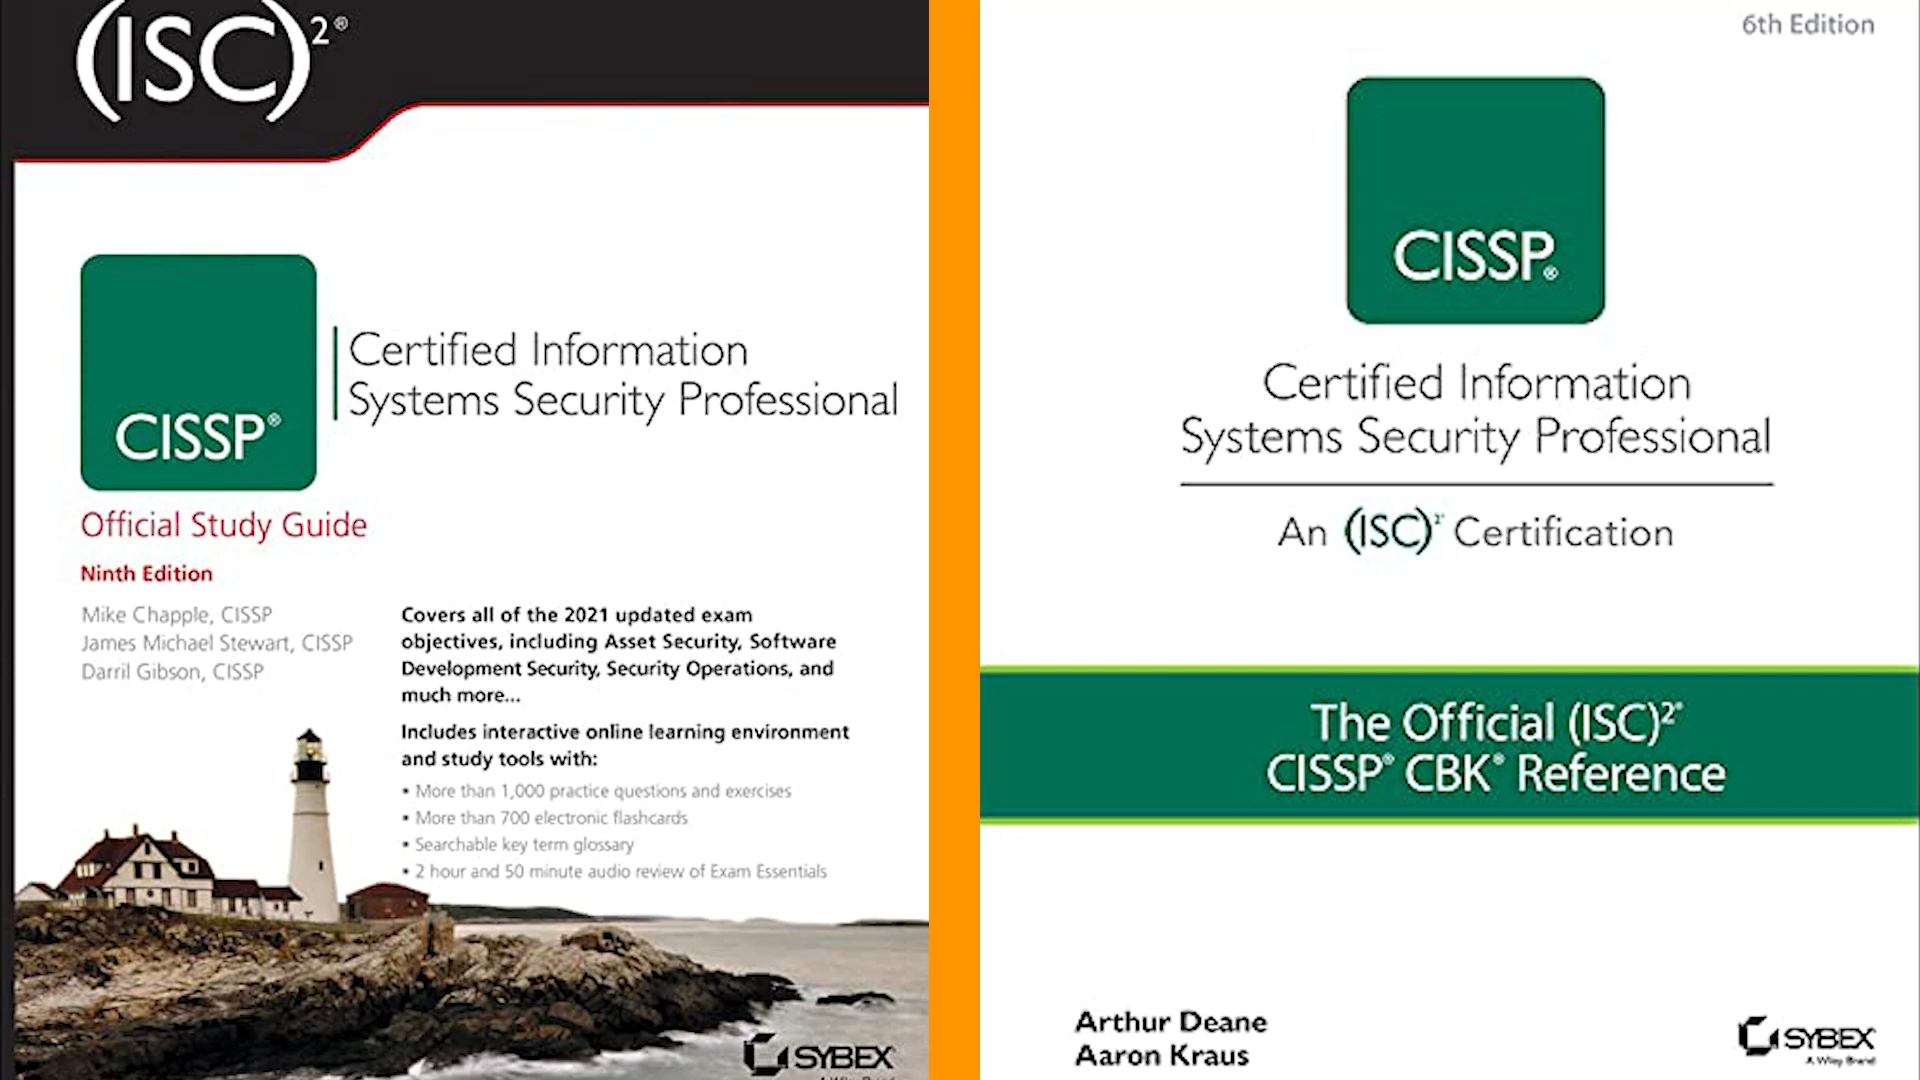 (ISC)²®
CISSP®
Certified Information
Systems Security Professional
Official Study Guide
Ninth Edition
Mike Chapple, CISSP
James Michael Stewart, CISSP
Darril Gibson, CISSP
Covers all of the 2021 updated exam
objectives, including Asset Security, Software
Development Security, Security Operations, and
much more...
Includes interactive online learning environment
and study tools with:
▪ More than 1,000 practice questions and exercises
▪ More than 700 electronic flashcards
▪ Searchable key term glossary
▪ 2 hour and 50 minute audio review of Exam Essentials
SYBEX
A Wiley Brand
6th Edition
CISSP®
Certified Information
Systems Security Professional
An (ISC)²® Certification
The Official (ISC)²®
CISSP® CBK® Reference
Arthur Deane
Aaron Kraus
SYBEX
A Wiley Brand